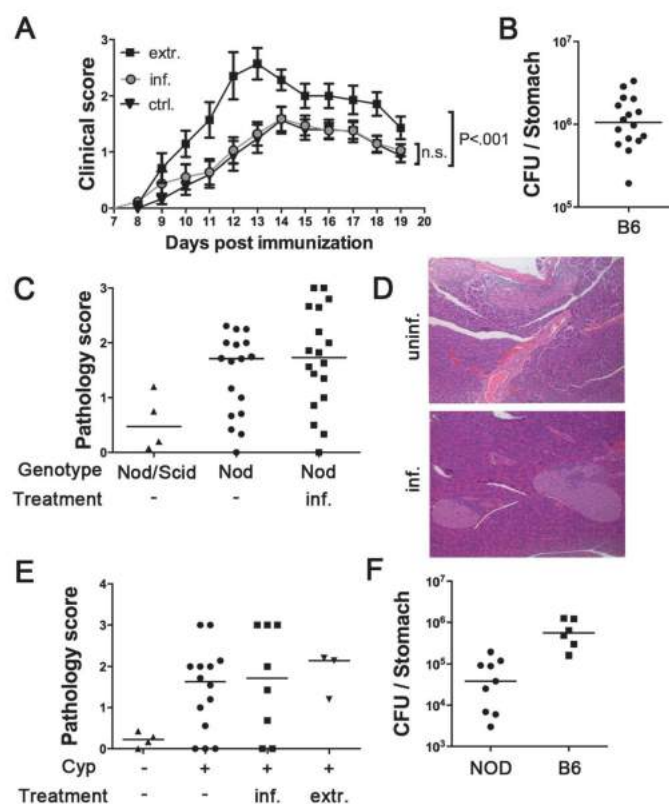 A
extr.
inf.
ctrl.
Clinical score
3
2
1
0
7 8 9 10 11 12 13 14 15 16 17 18 19 20
Days post immunization
n.s.
P<.001
B
CFU / Stomach
10⁷
10⁶
10⁵
B6
C
Pathology score
4
3
2
1
0
Genotype Nod/Scid Nod Nod
Treatment - - inf.
D
uninf.
inf.
E
Pathology score
4
3
2
1
0
Cyp - + + +
Treatment inf. extr.
F
CFU / Stomach
10⁶
10⁶
10⁵
10⁴
10³
NOD B6